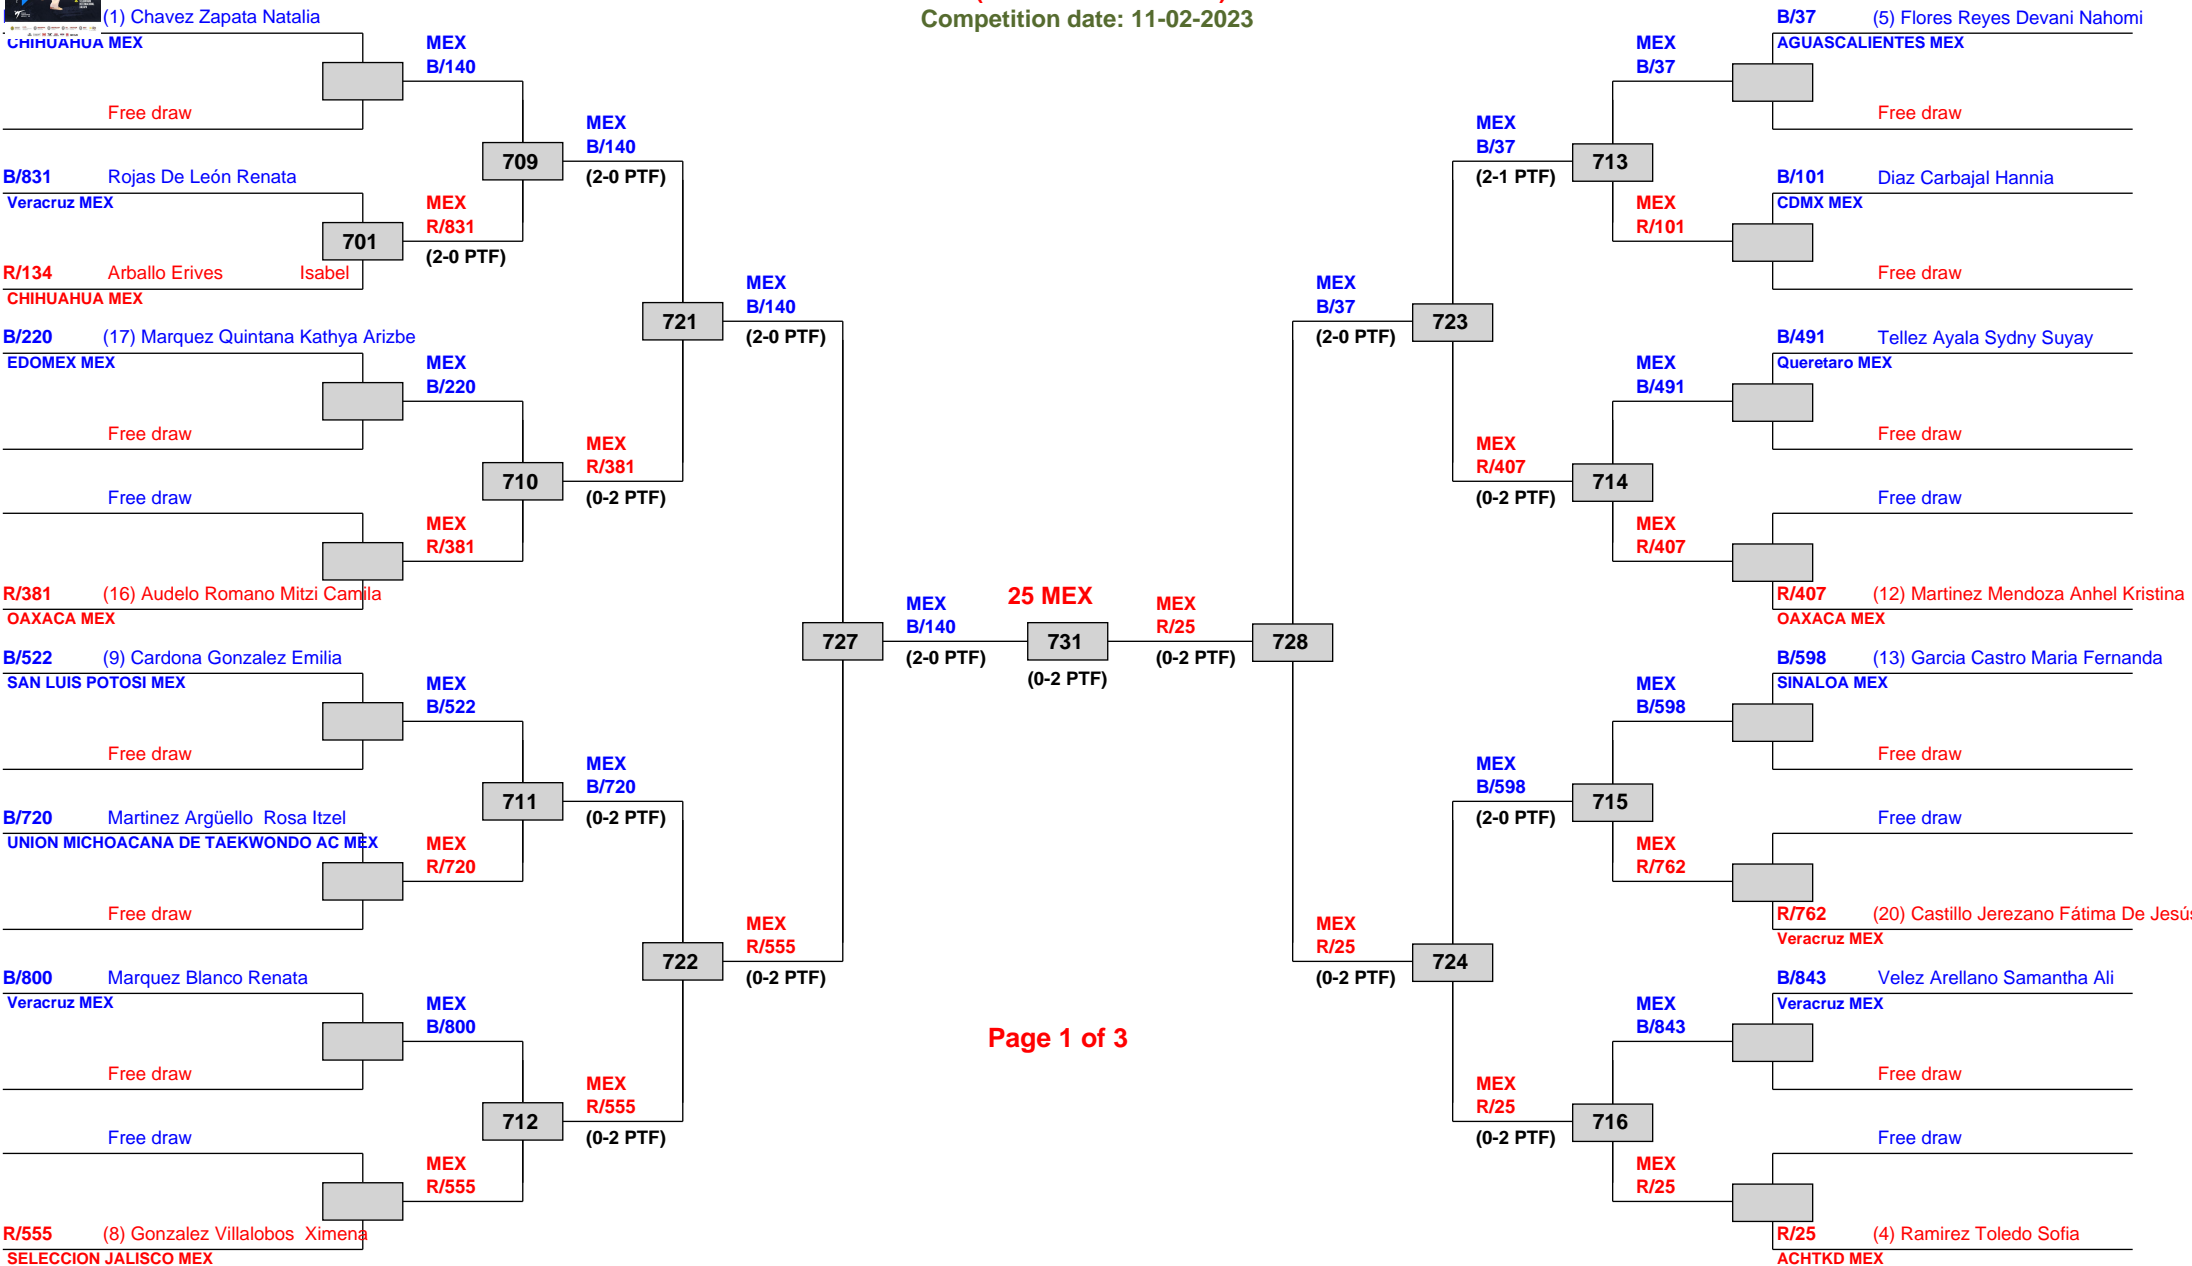 (1) Chavez Zapata Natalia
CHIHUAHUA MEX
Free draw
B/831 Rojas De León Renata
Veracruz MEX
R/134 Arballo Erives Isabel
CHIHUAHUA MEX
B/220 (17) Marquez Quintana Kathya Arizbe
EDOMEX MEX
Free draw
Free draw
R/381 (16) Audelo Romano Mitzi Camila
OAXACA MEX
B/522 (9) Cardona Gonzalez Emilia
SAN LUIS POTOSI MEX
Free draw
B/720 Martinez Argüello Rosa Itzel
UNION MICHOACANA DE TAEKWONDO AC MEX
Free draw
B/800 Marquez Blanco Renata
Veracruz MEX
Free draw
Free draw
R/555 (8) Gonzalez Villalobos Ximena
SELECCION JALISCO MEX
701
MEX
B/140
MEX
R/831
(2-0 PTF)
MEX
B/220
MEX
R/381
MEX
B/522
MEX
R/720
MEX
B/800
MEX
R/555
709
710
711
712
MEX
B/140
(2-0 PTF)
MEX
R/381
(0-2 PTF)
MEX
B/720
(0-2 PTF)
MEX
R/555
(0-2 PTF)
721
722
MEX
B/140
(2-0 PTF)
MEX
R/555
(0-2 PTF)
727
Competition date: 11-02-2023
MEX
B/140
(2-0 PTF)
25 MEX
731
(0-2 PTF)
MEX
R/25
(0-2 PTF)
Page 1 of 3
728
MEX
B/37
(2-0 PTF)
MEX
R/25
(0-2 PTF)
723
724
MEX
B/37
(2-1 PTF)
MEX
R/407
(0-2 PTF)
MEX
B/598
(2-0 PTF)
MEX
R/25
(0-2 PTF)
713
714
715
716
MEX
B/37
MEX
R/101
MEX
B/491
MEX
R/407
MEX
B/598
MEX
R/762
MEX
B/843
MEX
R/25
B/37 (5) Flores Reyes Devani Nahomi
AGUASCALIENTES MEX
Free draw
B/101 Diaz Carbajal Hannia
CDMX MEX
Free draw
B/491 Tellez Ayala Sydny Suyay
Queretaro MEX
Free draw
Free draw
R/407 (12) Martinez Mendoza Anhel Kristina
OAXACA MEX
B/598 (13) Garcia Castro Maria Fernanda
SINALOA MEX
Free draw
Free draw
R/762 (20) Castillo Jerezano Fátima De Jesús
Veracruz MEX
B/843 Velez Arellano Samantha Ali
Veracruz MEX
Free draw
Free draw
R/25 (4) Ramirez Toledo Sofia
ACHTKD MEX